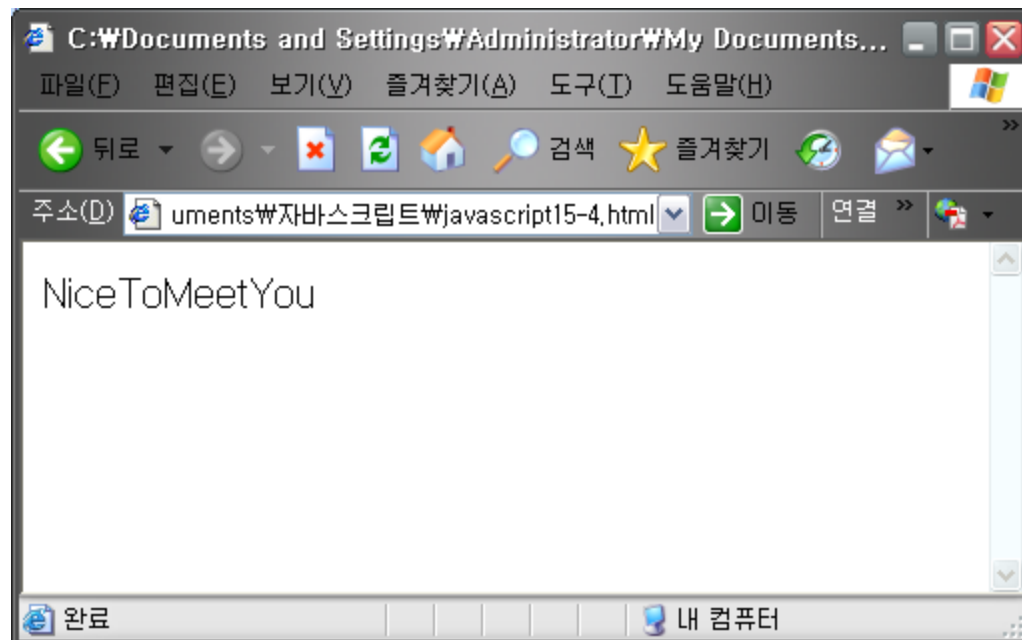 C:₩Documents and Settings₩Administrator₩My Documents...
파일(F) 편집(E) 보기(V) 즐겨찾기(A) 도구(T) 도움말(H)
뒤로 검색 즐겨찾기 »
주소(D) uments₩자바스크립트₩javascript15-4.html 이동 연결 »
NiceToMeetYou
완료 내 컴퓨터